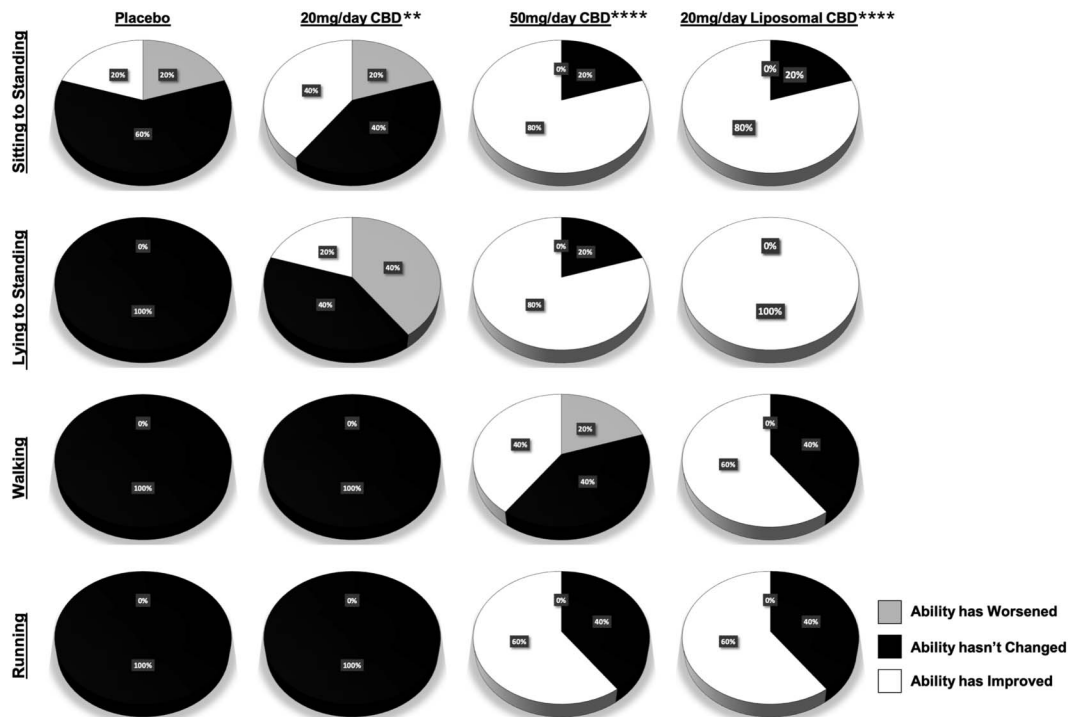 Placebo 20mg/day CBD** 50mg/day CBD**** 20mg/day Liposomal CBD****
Sitting to Standing
20% 20% 60%
40% 20% 40%
0% 20% 80%
0% 20% 80%
Lying to Standing
0% 100%
20% 40% 40%
0% 20% 80%
0% 100%
Walking
0% 100%
0% 100%
40% 20% 40%
0% 40% 60%
Running
0% 100%
0% 100%
0% 40% 60%
0% 40% 60%
Ability has Worsened
Ability hasn't Changed
Ability has Improved